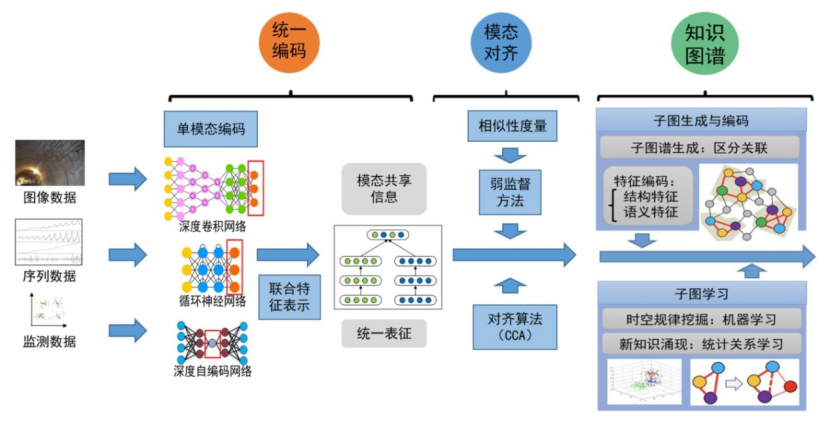 统一
编码
模态
对齐
知识
图谱
单模态编码
图像数据
深度卷积网络
序列数据
循环神经网络
监测数据
深度自编码网络
联合特
征表示
模态共享
信息
统一表征
相似性度量
弱监督
方法
对齐算法
（CCA）
子图生成与编码
子图谱生成：区分关联
特征编码：
结构特征
语义特征
子图学习
时空规律挖掘：机器学习
新知识涌现：统计关系学习